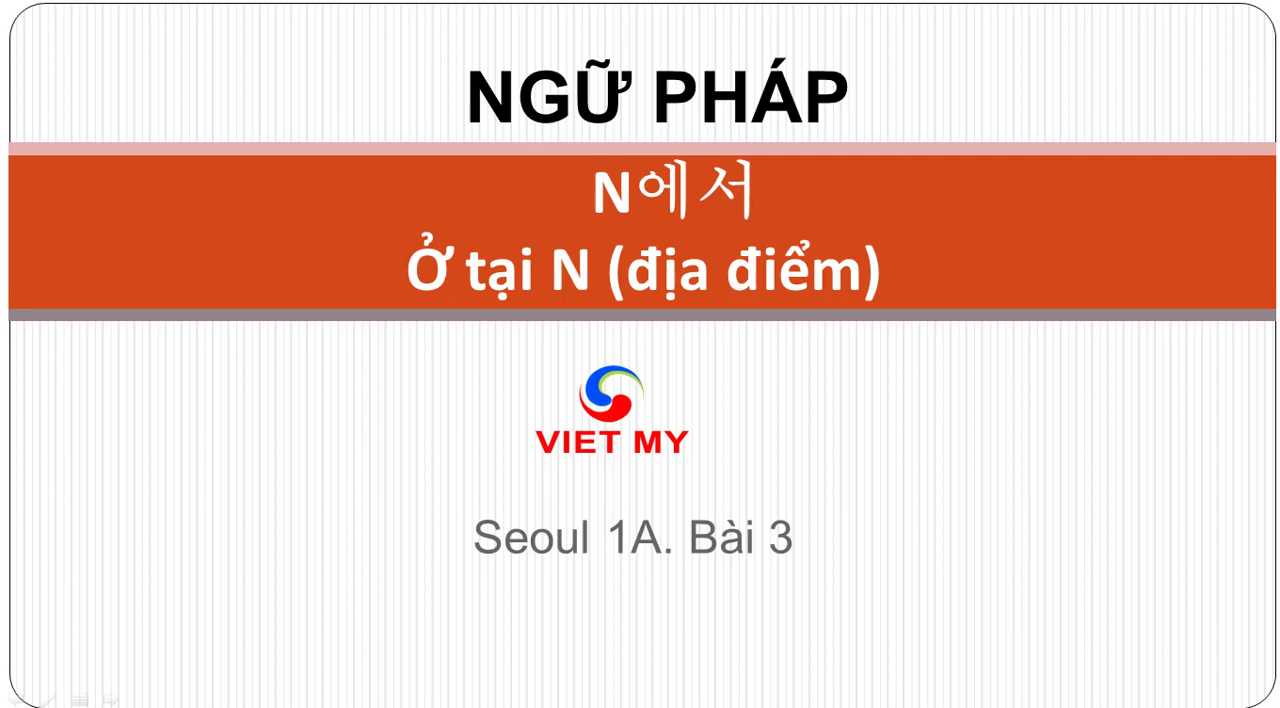 NGỮ PHÁP
N에서
Ở tại N (địa điểm)
VIET MY
Seoul 1A. Bài 3